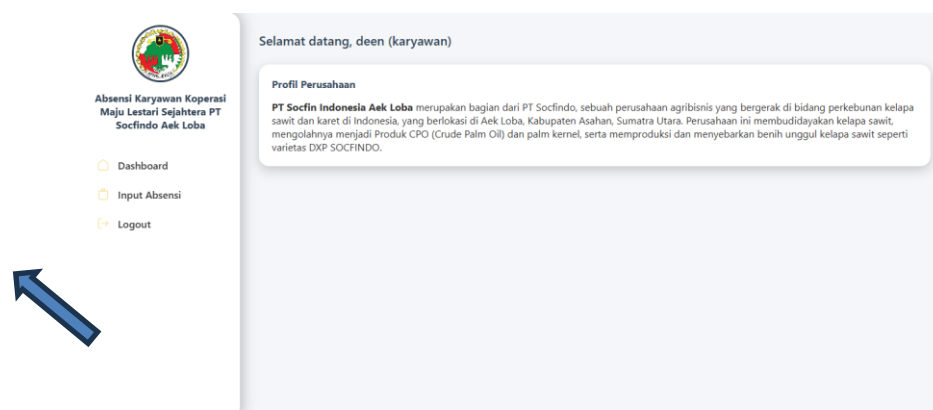 Absensi Karyawan Koperasi
Maju Lestari Sejahtera PT
Socfindo Aek Loba
Dashboard
Input Absensi
Logout
Selamat datang, deen (karyawan)
Profil Perusahaan
PT Socfin Indonesia Aek Loba merupakan bagian dari PT Socfindo, sebuah perusahaan agribisnis yang bergerak di bidang perkebunan kelapa
sawit dan karet di Indonesia, yang berlokasi di Aek Loba, Kabupaten Asahan, Sumatra Utara. Perusahaan ini membudidayakan kelapa sawit,
mengolahnya menjadi Produk CPO (Crude Palm Oil) dan palm kernel, serta memproduksi dan menyebarkan benih unggul kelapa sawit seperti
varietas DXP SOCFINDO.